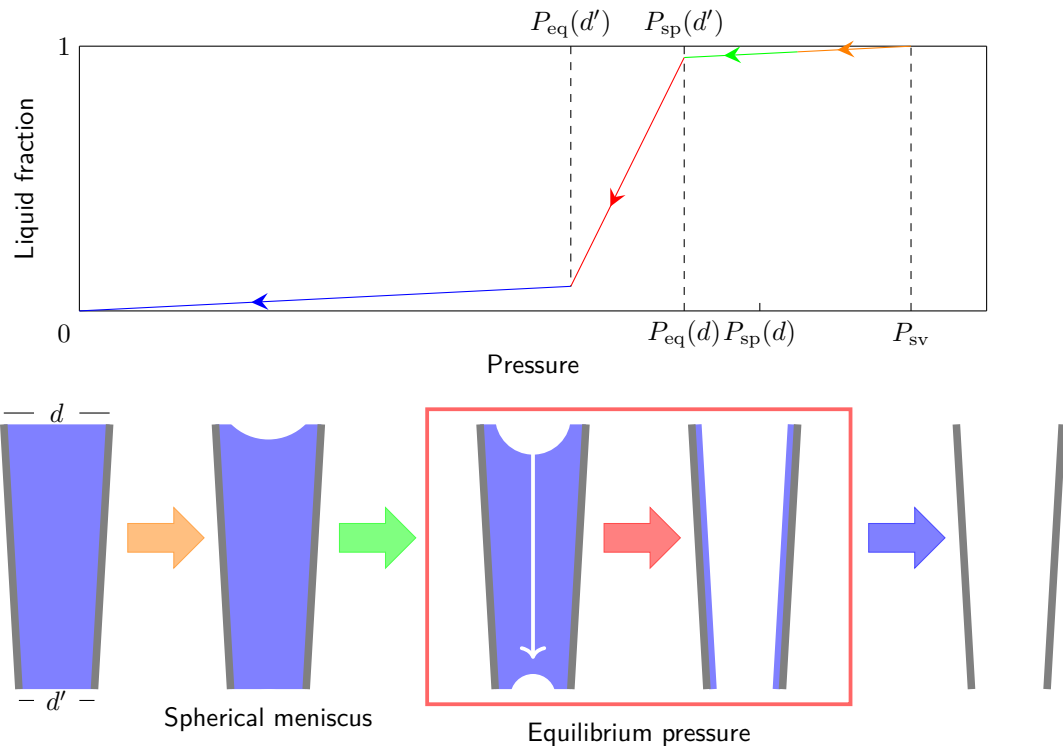 P_eq(d′) P_sp(d′)
1
Liquid fraction
0
P_eq(d) P_sp(d) P_sv
Pressure
d
d′
Spherical meniscus
Equilibrium pressure